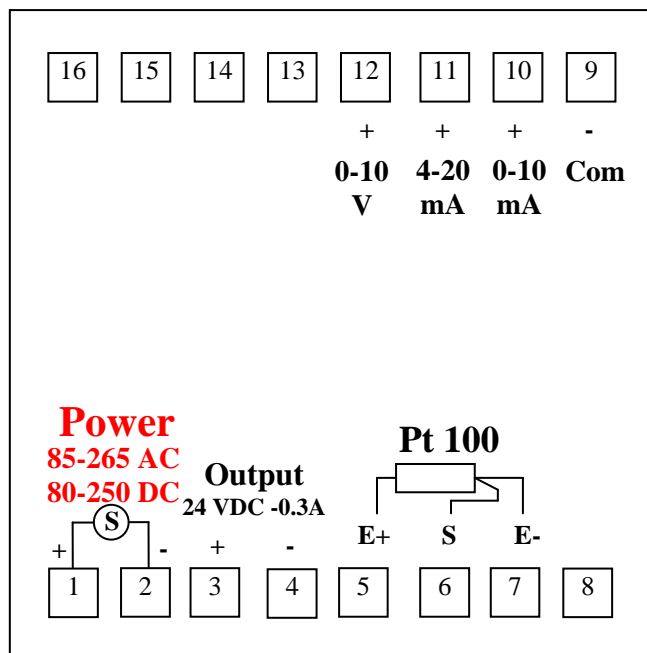 16 15 14 13 12 11 10 9
+ + + -
0-10 4-20 0-10 Com
V mA mA
Power
85-265 AC
80-250 DC
Output
24 VDC -0.3A
Pt 100
S
E+ S E-
+ - + -
1 2 3 4 5 6 7 8